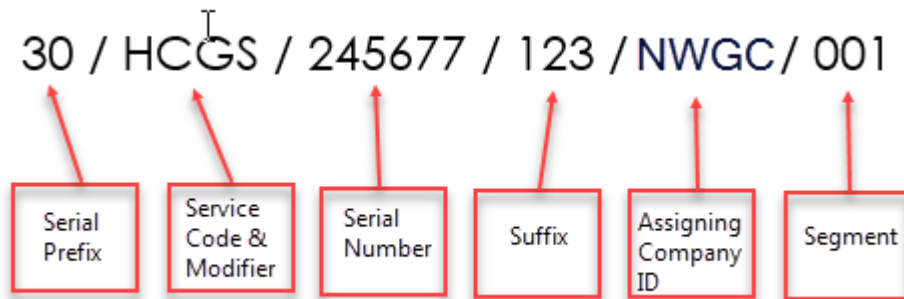 30 / HCGS / 245677 / 123 / NWGC / 001
Serial
Prefix
Service
Code &
Modifier
Serial
Number
Suffix
Assigning
Company
ID
Segment